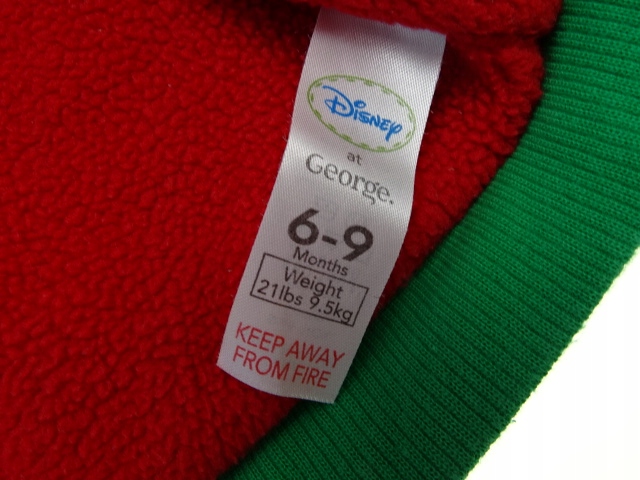 Disney
at
George.
6-9
Months
Weight
21lbs 9.5kg
KEEP AWAY
FROM FIRE